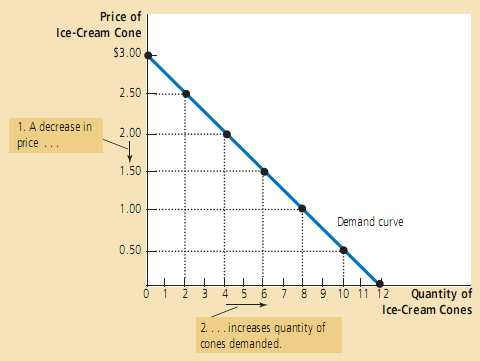 Price of
Ice-Cream Cone
$3.00
2.50
1. A decrease in
price . . .
2.00
1.50
1.00
Demand curve
0.50
0 1 2 3 4 5 6 7 8 9 10 11 12
Quantity of
Ice-Cream Cones
2. . . . increases quantity of
cones demanded.